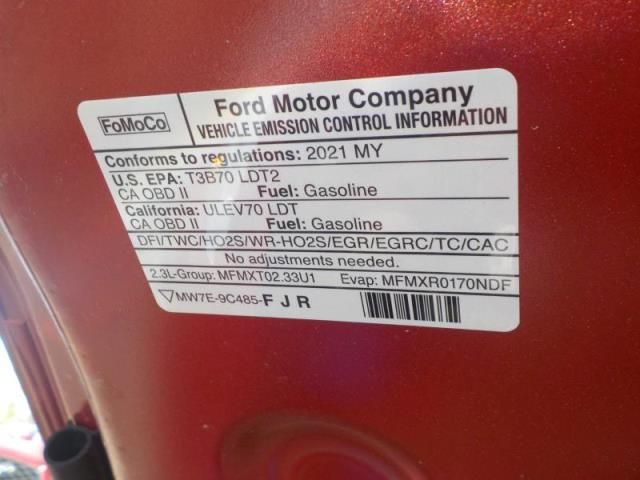 FoMoCo
Ford Motor Company
VEHICLE EMISSION CONTROL INFORMATION
Conforms to regulations: 2021 MY
U.S. EPA: T3B70 LDT2
CA OBD II Fuel: Gasoline
California: ULEV70 LDT
CA OBD II Fuel: Gasoline
DFI/TWC/HO2S/WR-HO2S/EGR/EGRC/TC/CAC
No adjustments needed.
2.3L-Group: MFMXT02.33U1 Evap: MFMXR0170NDF
MW7E-9C485-F J R